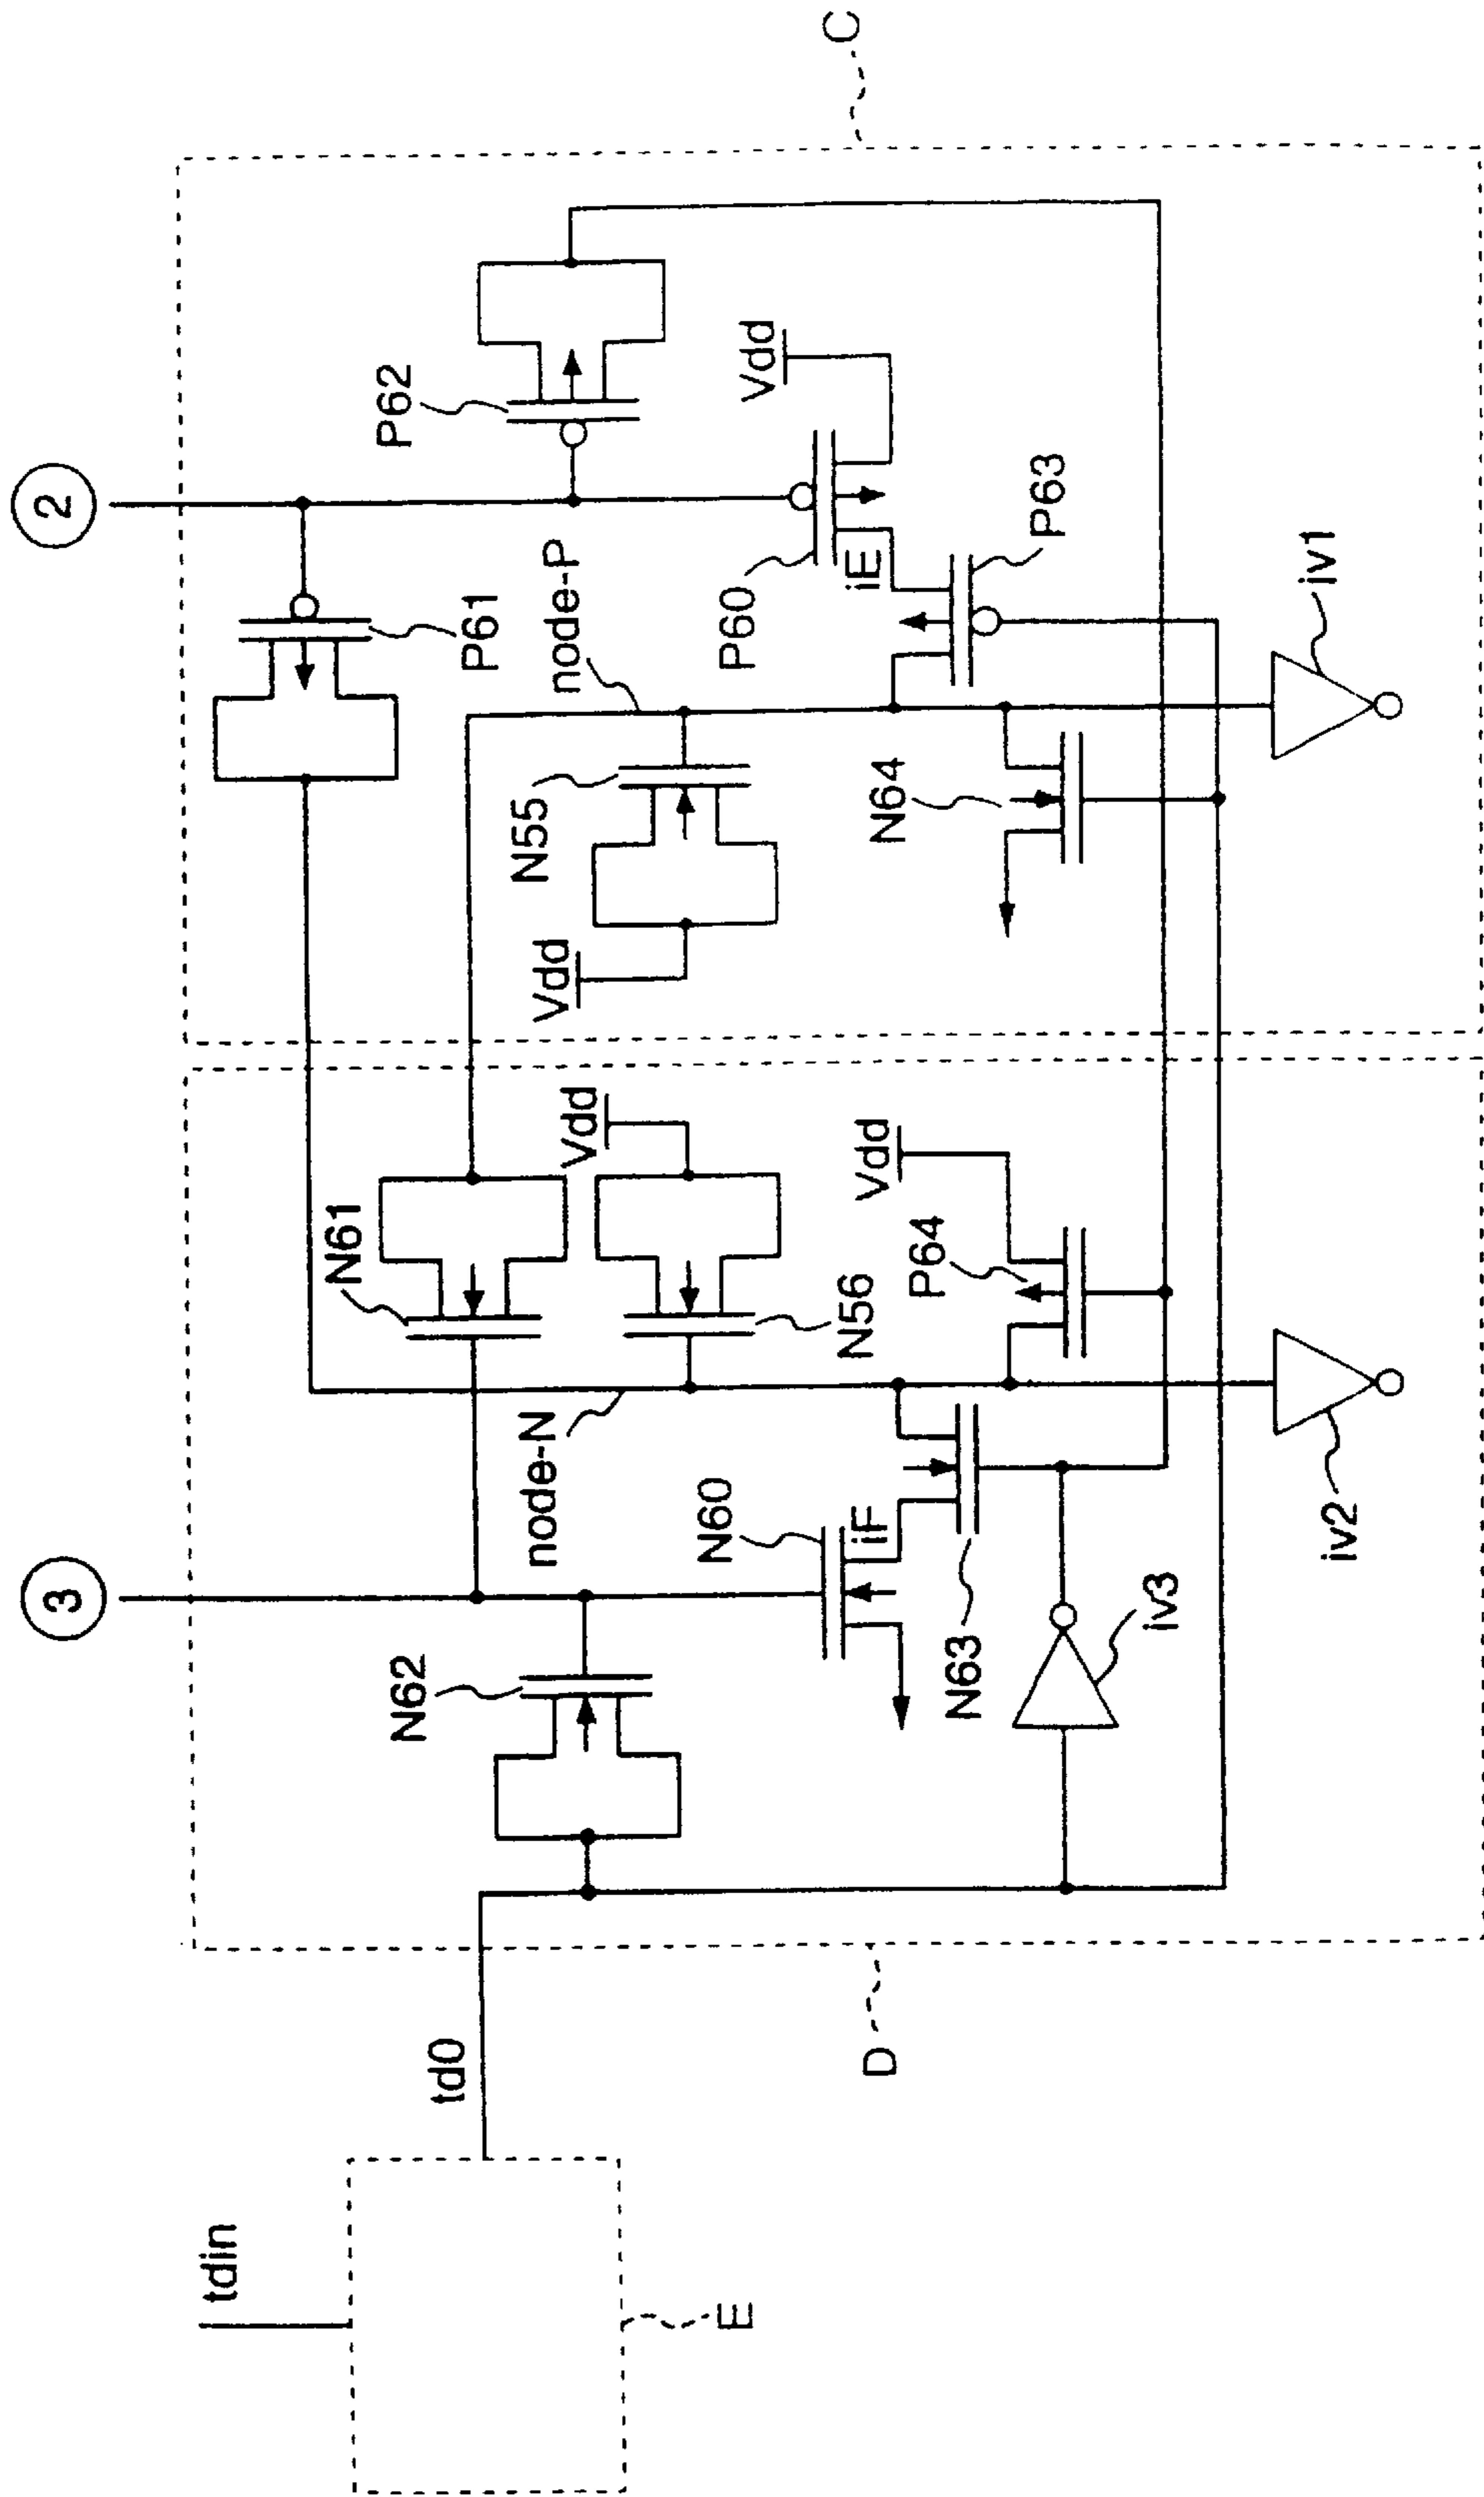 2
C
P62
Vdd
P61
node-P
P60
iE
P63
iv1
N55
N64
Vdd
N61
Vdd
Vdd
P64
N56
3
node-N
N60
iF
iv2
N62
N63
iv3
td0
D
tdin
E